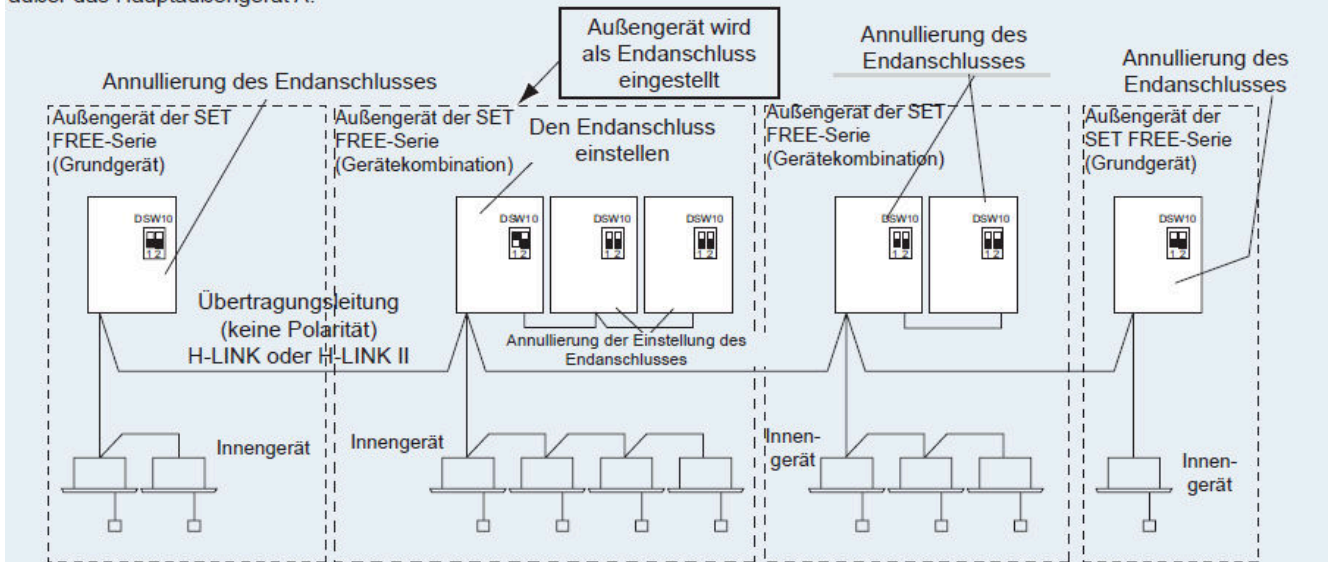 außer das Hauptaußengerät A.
Außengerät wird
als Endanschluss
eingestellt
Annullierung des
Endanschlusses
Annullierung des
Endanschlusses
Annullierung des Endanschlusses
Außengerät der SET
FREE-Serie
(Grundgerät)
Außengerät der SET
FREE-Serie
(Gerätekombination)
Den Endanschluss
einstellen
Außengerät der SET
FREE-Serie
(Gerätekombination)
Außengerät der
SET FREE-Serie
(Grundgerät)
DSW10
1 2
DSW10
1 2
DSW10
1 2
DSW10
1 2
DSW10
1 2
DSW10
1 2
DSW10
1 2
Übertragungsleitung
(keine Polarität)
H-LINK oder H-LINK II
Annullierung der Einstellung des
Endanschlusses
Innengerät
Innengerät
Innen-
gerät
Innen-
gerät